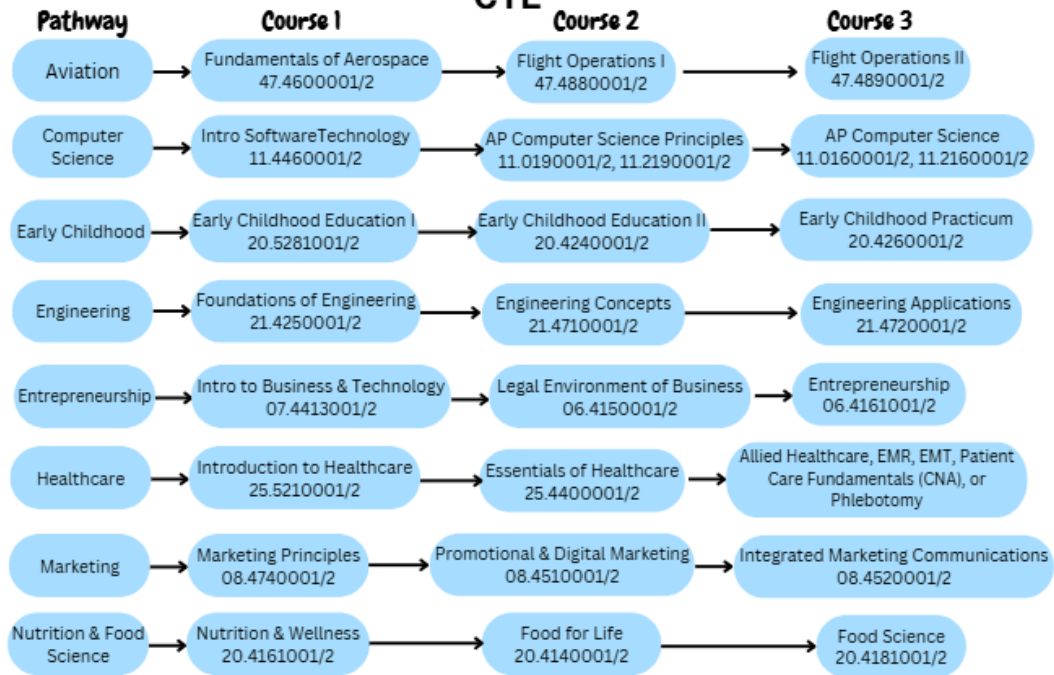 CTE
Pathway Course 1 Course 2 Course 3
Aviation
Fundamentals of Aerospace
47.4600001/2
Flight Operations I
47.4880001/2
Flight Operations II
47.4890001/2
Computer
Science
Intro SoftwareTechnology
11.4460001/2
AP Computer Science Principles
11.0190001/2, 11.2190001/2
AP Computer Science
11.0160001/2, 11.2160001/2
Early Childhood
Early Childhood Education I
20.5281001/2
Early Childhood Education II
20.4240001/2
Early Childhood Practicum
20.4260001/2
Engineering
Foundations of Engineering
21.4250001/2
Engineering Concepts
21.4710001/2
Engineering Applications
21.4720001/2
Entrepreneurship
Intro to Business & Technology
07.4413001/2
Legal Environment of Business
06.4150001/2
Entrepreneurship
06.4161001/2
Healthcare
Introduction to Healthcare
25.5210001/2
Essentials of Healthcare
25.4400001/2
Allied Healthcare, EMR, EMT, Patient
Care Fundamentals (CNA), or
Phlebotomy
Marketing
Marketing Principles
08.4740001/2
Promotional & Digital Marketing
08.4510001/2
Integrated Marketing Communications
08.4520001/2
Nutrition & Food
Science
Nutrition & Wellness
20.4161001/2
Food for Life
20.4140001/2
Food Science
20.4181001/2